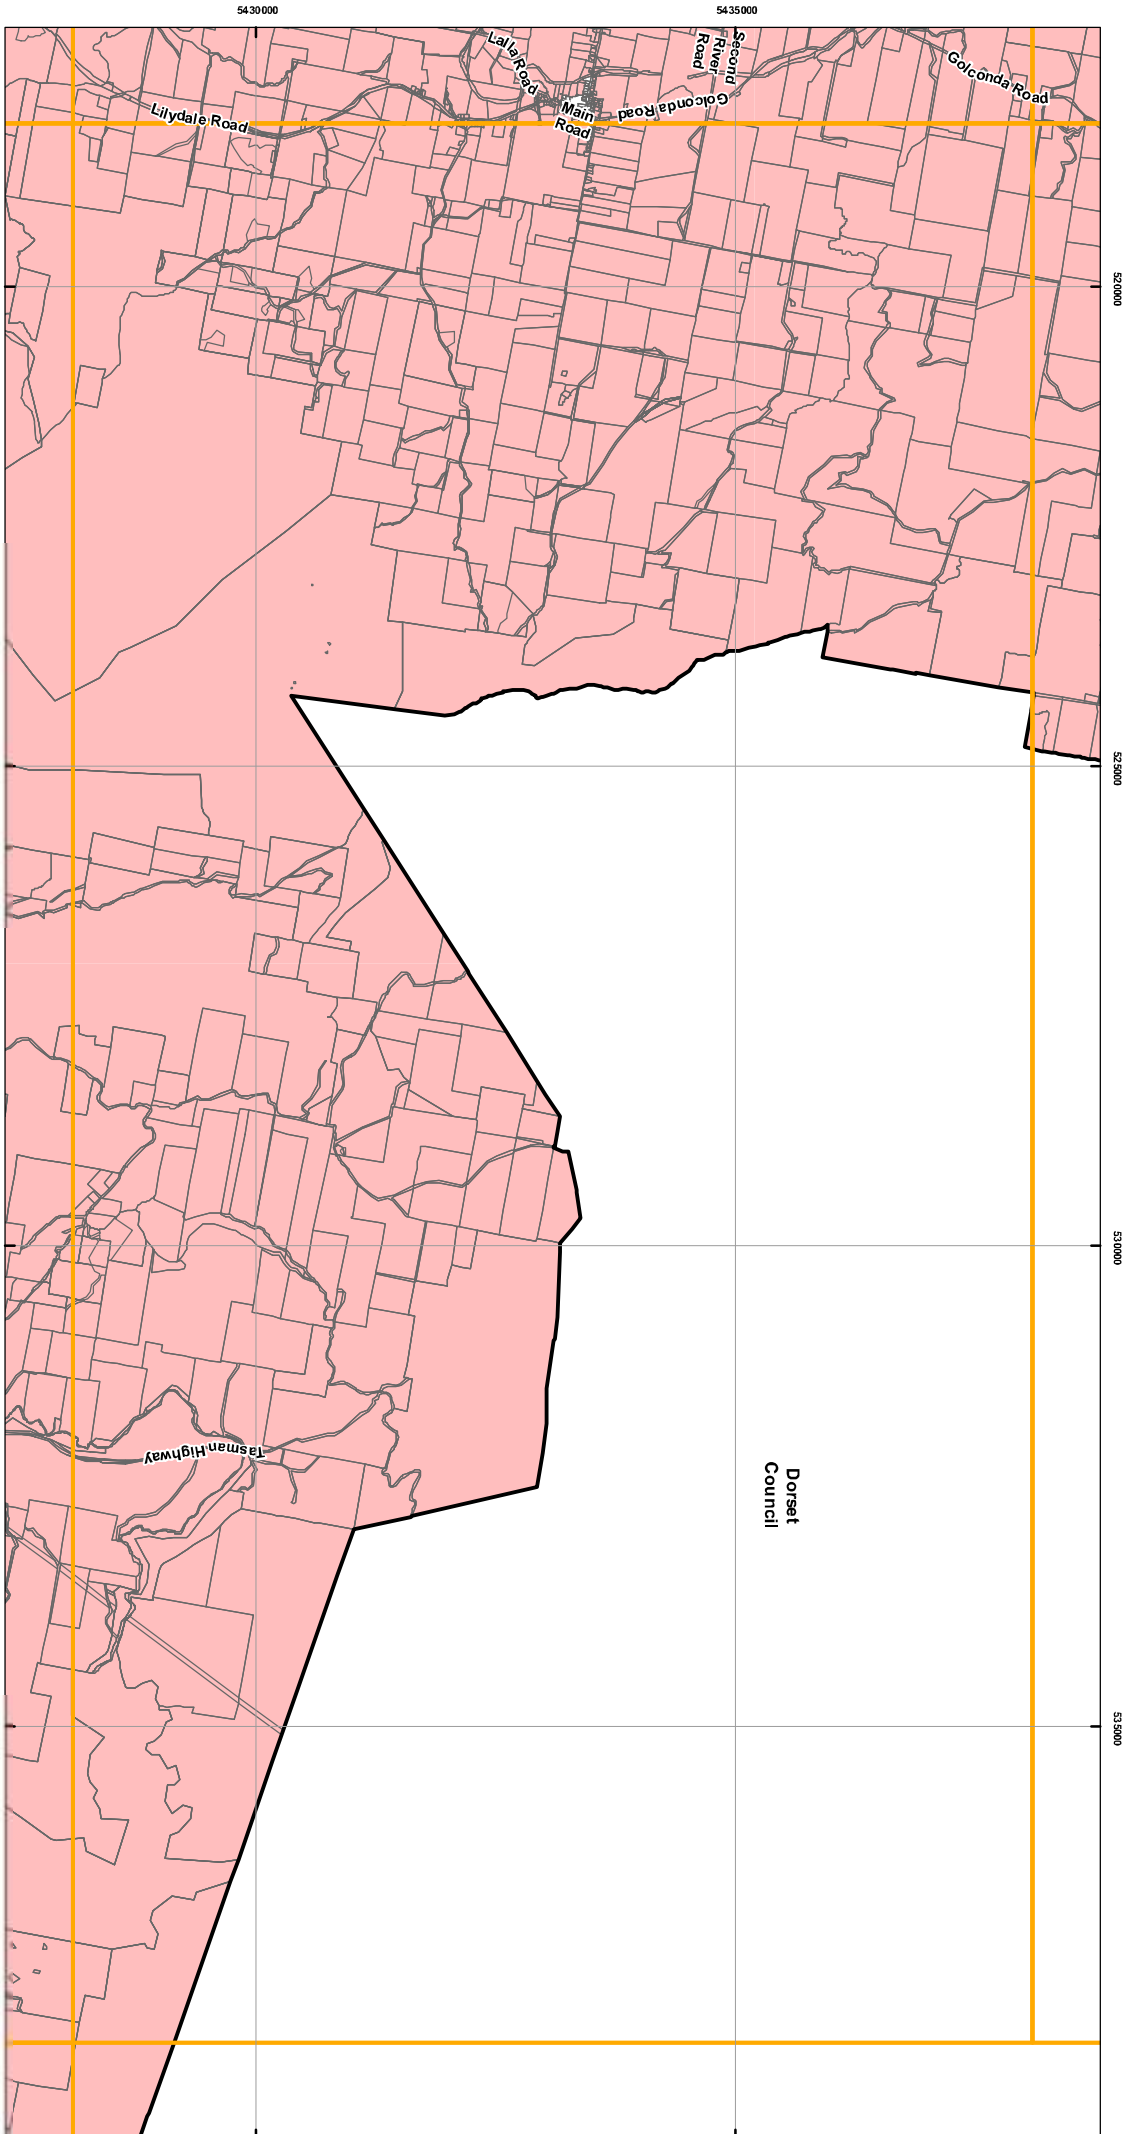 5430000
5435000
Lalla Road
Second
River
Road
Golconda Road
Golconda Road
Lilydale Road
Main
Road
520000
525000
530000
Tasman Highway
Dorset
Council
535000